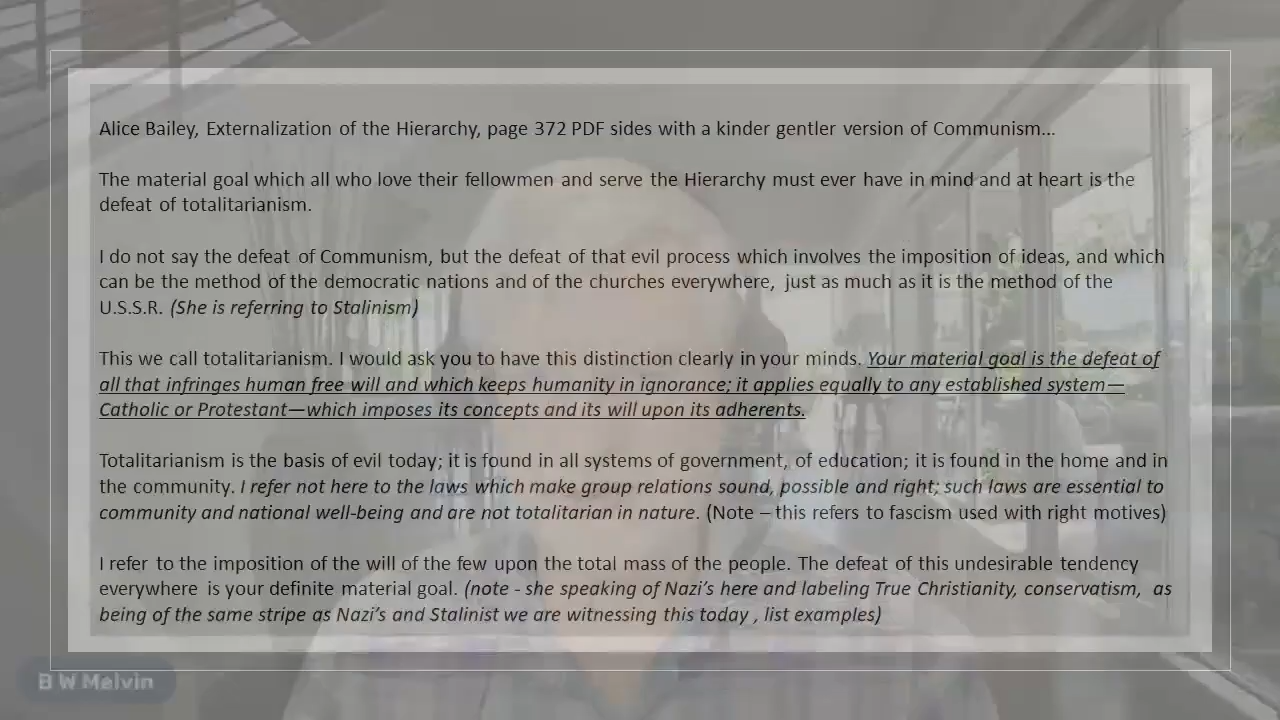 Alice Bailey, Externalization of the Hierarchy, page 372 PDF sides with a kinder gentler version of Communism…
The material goal which all who love their fellowmen and serve the Hierarchy must ever have in mind and at heart is the
defeat of totalitarianism.
I do not say the defeat of Communism, but the defeat of that evil process which involves the imposition of ideas, and which
can be the method of the democratic nations and of the churches everywhere, just as much as it is the method of the
U.S.S.R. (She is referring to Stalinism)
This we call totalitarianism. I would ask you to have this distinction clearly in your minds. Your material goal is the defeat of
all that infringes human free will and which keeps humanity in ignorance; it applies equally to any established system—
Catholic or Protestant—which imposes its concepts and its will upon its adherents.
Totalitarianism is the basis of evil today; it is found in all systems of government, of education; it is found in the home and in
the community. I refer not here to the laws which make group relations sound, possible and right; such laws are essential to
community and national well-being and are not totalitarian in nature. (Note – this refers to fascism used with right motives)
I refer to the imposition of the will of the few upon the total mass of the people. The defeat of this undesirable tendency
everywhere is your definite material goal. (note - she speaking of Nazi's here and labeling True Christianity, conservatism, as
being of the same stripe as Nazi's and Stalinist we are witnessing this today , list examples)
B W Melvin